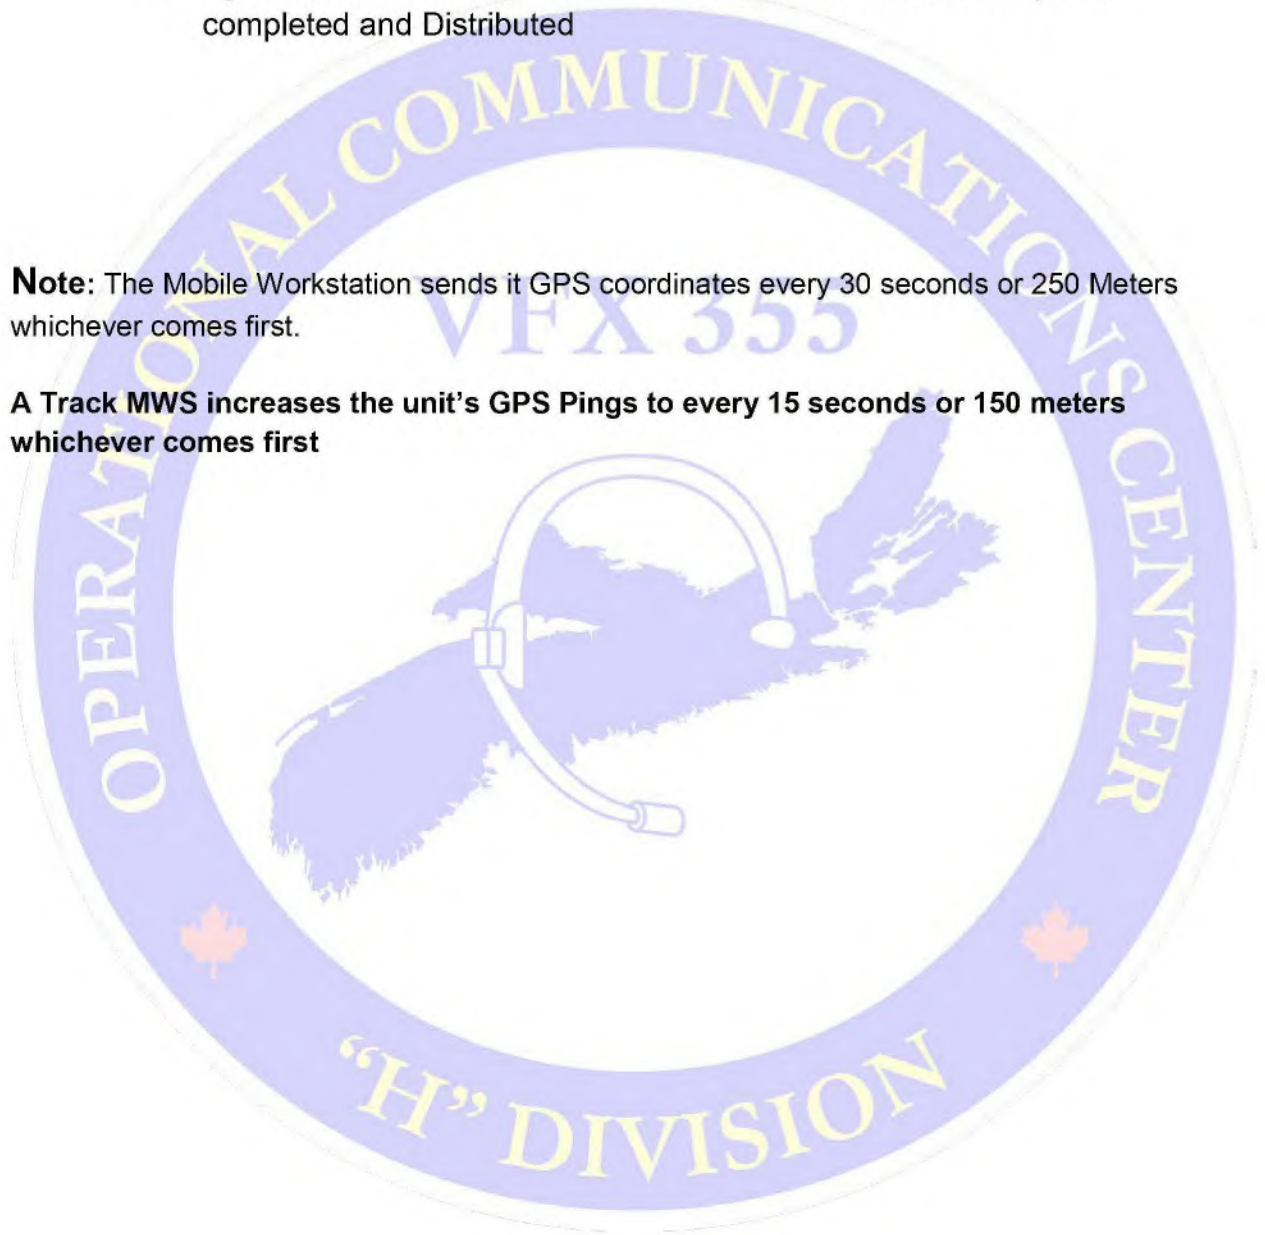 completed and Distributed
OPERATIONAL COMMUNICATIONS CENTER
Note: The Mobile Workstation sends it GPS coordinates every 30 seconds or 250 Meters
whichever comes first.
VFX 355
A Track MWS increases the unit's GPS Pings to every 15 seconds or 150 meters
whichever comes first
"H" DIVISION